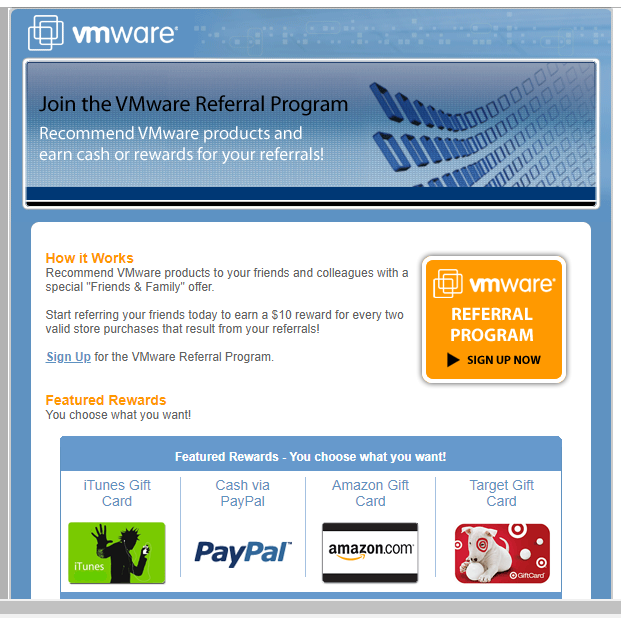 vmware®
Join the VMware Referral Program
Recommend VMware products and
earn cash or rewards for your referrals!
How it Works
Recommend VMware products to your friends and colleagues with a
special "Friends & Family" offer.
Start referring your friends today to earn a $10 reward for every two
valid store purchases that result from your referrals!
Sign Up for the VMware Referral Program.
vmware®
REFERRAL
PROGRAM
SIGN UP NOW
Featured Rewards
You choose what you want!
Featured Rewards - You choose what you want!
iTunes Gift
Card
iTunes
Cash via
PayPal
PayPal™
Amazon Gift
Card
amazon.com®
Target Gift
Card
GiftCard